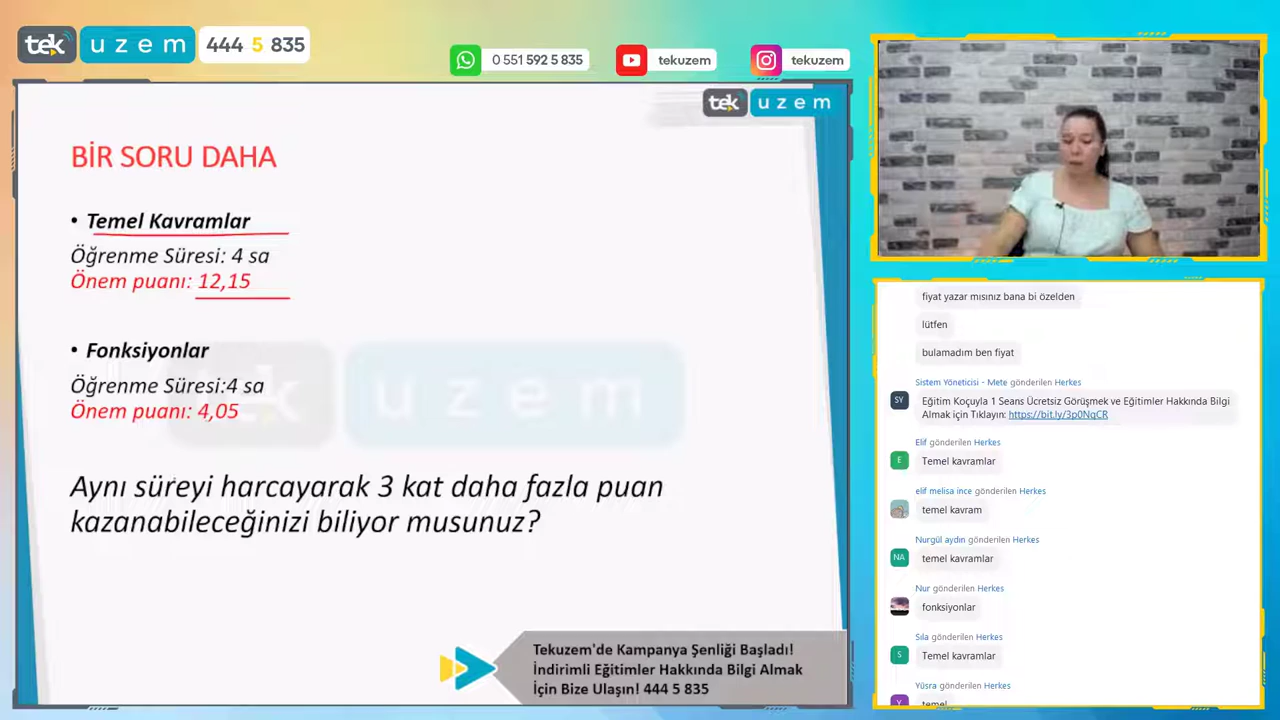 tek uzem 444 5 835
0 551 592 5 835
tekuzem
tekuzem
tek uzem
BİR SORU DAHA
• Temel Kavramlar
Öğrenme Süresi: 4 sa
Önem puanı: 12,15
• Fonksiyonlar
Öğrenme Süresi:4 sa
Önem puanı: 4,05
tek uzem
Aynı süreyi harcayarak 3 kat daha fazla puan
kazanabileceğinizi biliyor musunuz?
Tekuzem'de Kampanya Şenliği Başladı!
İndirimli Eğitimler Hakkında Bilgi Almak
İçin Bize Ulaşın! 444 5 835
fiyat yazar mısınız bana bi özelden
lütfen
bulamadım ben fiyat
Sistem Yöneticisi - Mete gönderilen Herkes
SY
Eğitim Koçuyla 1 Seans Ücretsiz Görüşmek ve Eğitimler Hakkında Bilgi
Almak için Tıklayın: https://bit.ly/3p0NqCR
Elif gönderilen Herkes
E
Temel kavramlar
elif melisa ince gönderilen Herkes
temel kavram
Nurgül aydın gönderilen Herkes
NA
temel kavramlar
Nur gönderilen Herkes
fonksiyonlar
Sıla gönderilen Herkes
S
Temel kavramlar
Yüsra gönderilen Herkes
Y
temel